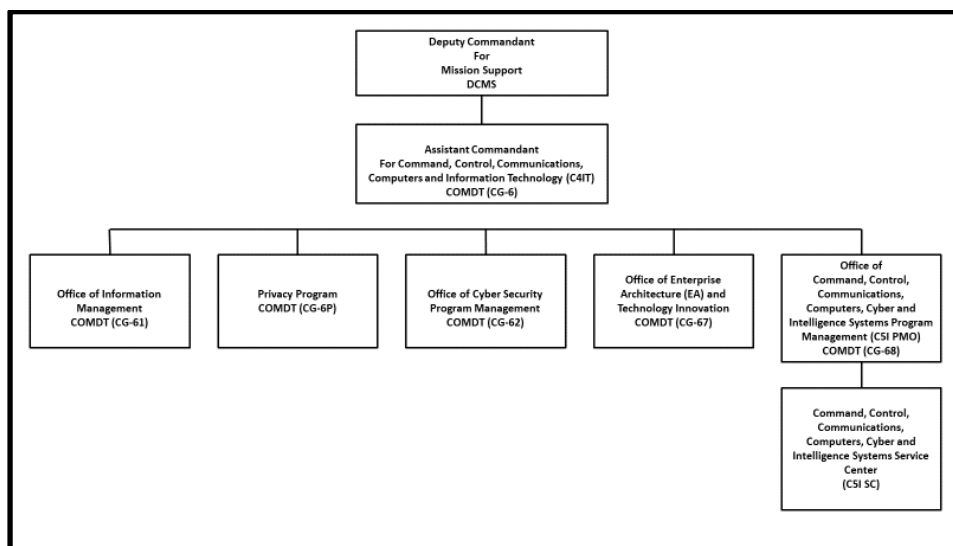 Deputy Commandant
For
Mission Support
DCMS
Assistant Commandant
For Command, Control, Communications,
Computers and Information Technology (C4IT)
COMDT (CG-6)
Office of Information
Management
COMDT (CG-61)
Privacy Program
COMDT (CG-6P)
Office of Cyber Security
Program Management
COMDT (CG-62)
Office of Enterprise
Architecture (EA) and
Technology Innovation
COMDT (CG-67)
Office of
Command, Control,
Communications,
Computers, Cyber and
Intelligence Systems Program
Management (C5I PMO)
COMDT (CG-68)
Command, Control,
Communications,
Computers, Cyber and
Intelligence Systems Service
Center
(C5I SC)